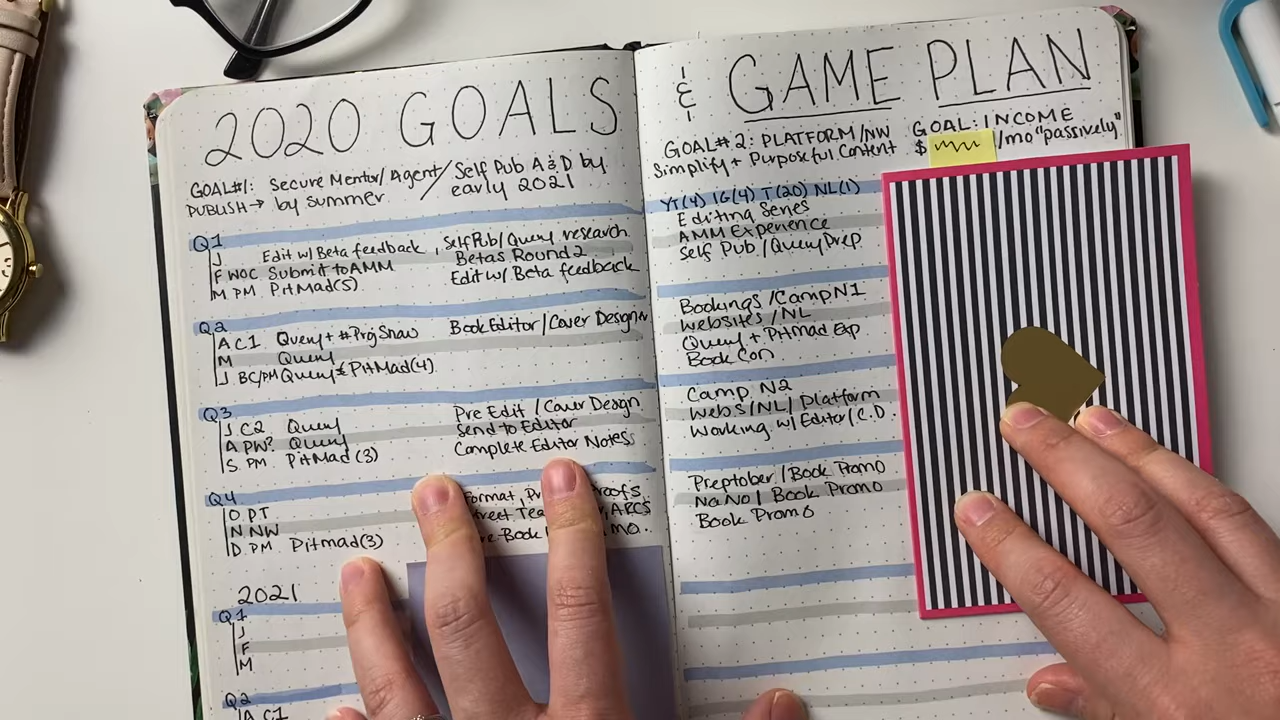 2020 GOALS
GOAL#1: Secure Mentor/Agent/Self Pub A&D by
PUBLISH→ by summer early 2021
Q1
J Edit w/ Beta feedback, Self Pub/Query research
F WOC Submit to AMM Betas Round 2
M PM PitMad(5) Edit w/ Beta feedback
Q2
A C1 Query + #ProjShaw Book Editor/Cover Designer
M Query
J BC/PM Query & PitMad(4)
Q3
J C2 Query Pre Edit/Cover Design
A PW? Query Send to Editor
S PM PitMad(3) Complete Editor Notes
Q4
O PT Format,
N NW ARCS
D PM Pitmad(3)
2021
Q1
J
F
M
Q2
A C1
& GAME PLAN
GOAL#2: PLATFORM/NW
Simplify + Purposeful Content
GOAL: INCOME
$ /mo "passively"
YT(4) IG(4) T(20) NL(1)
Editing Series
AMM Experience
Self Pub/Query Prep
Bookings/Camp N1
Websites/NL
Query + Pitmad Exp
Book Con
Camp N2
Webs/NL/Platform
Working w/ Editor/C.D.
Preptober/Book Promo
NaNo/Book Promo
Book Promo